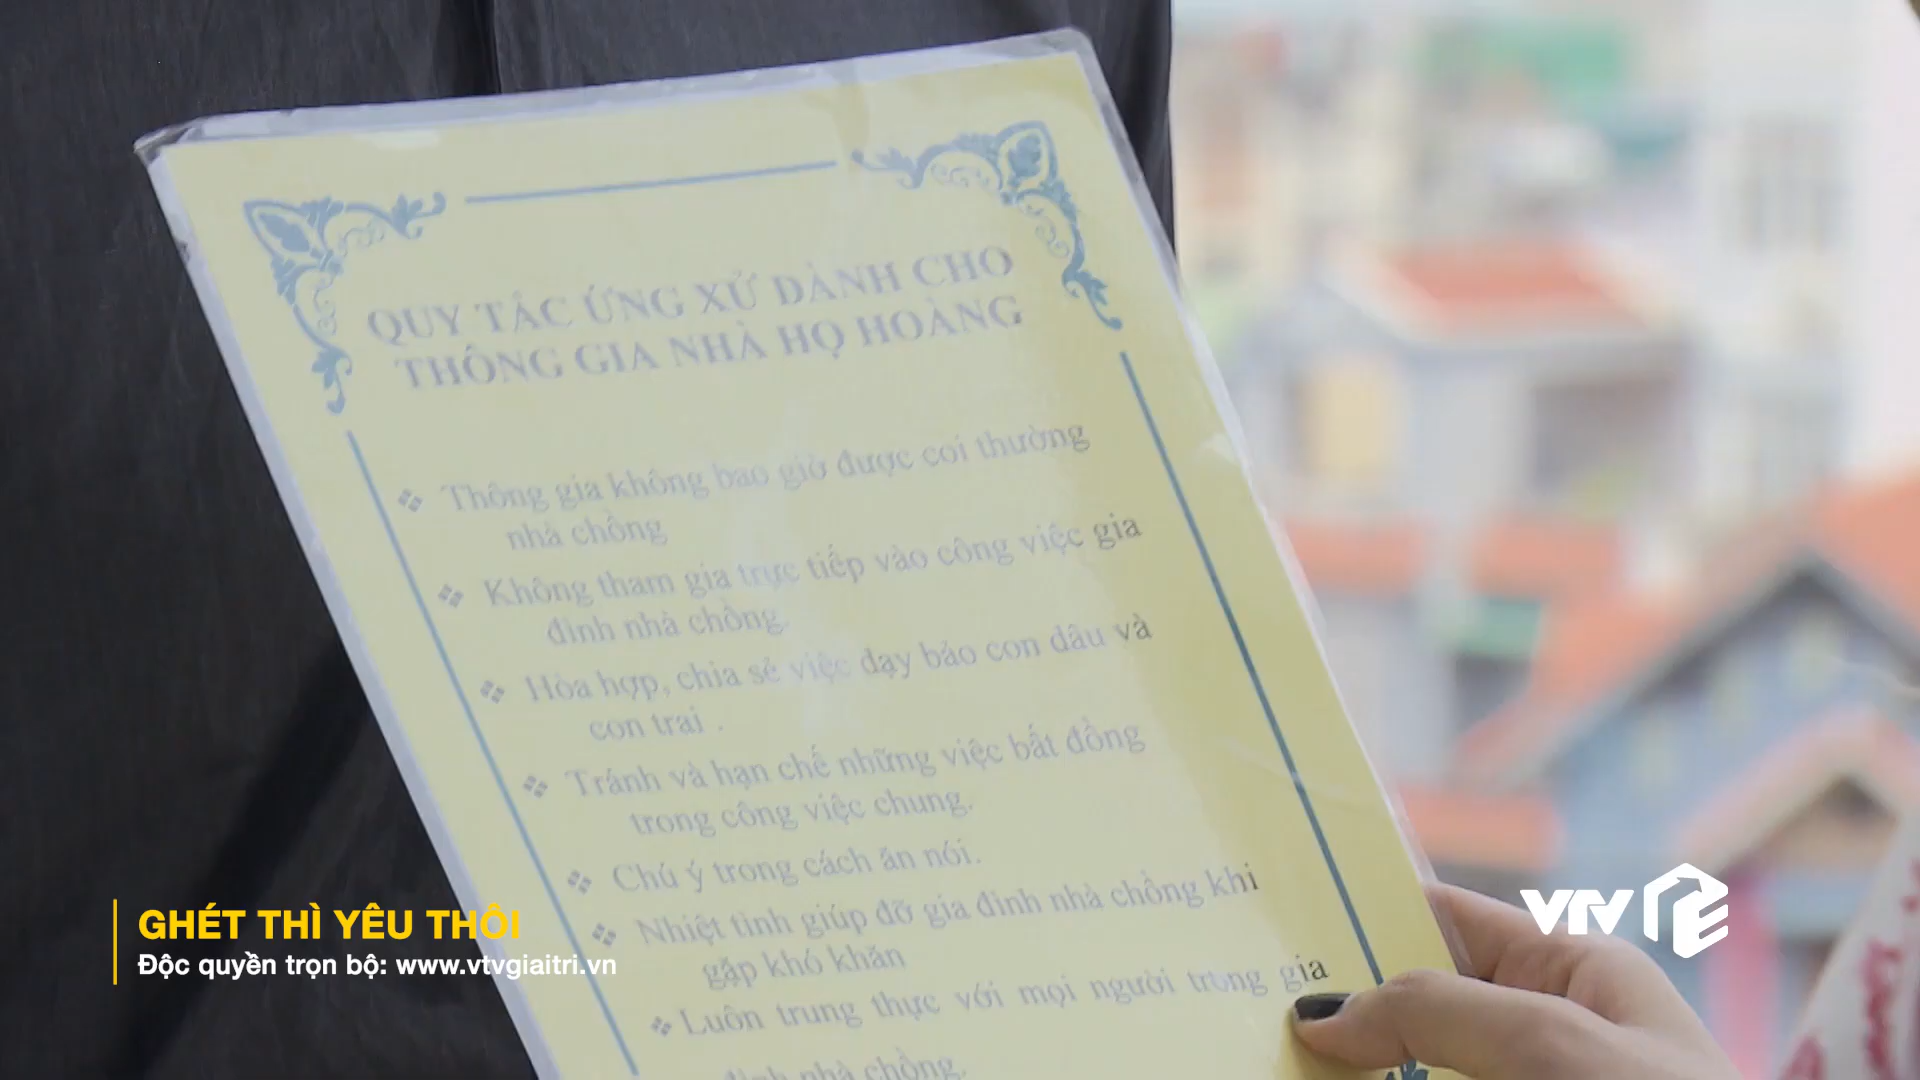 QUY TẮC ỨNG XỬ DÀNH CHO
THÔNG GIA NHÀ HỌ HOÀNG
Thông gia không bao giờ được coi thường
nhà chồng
Không tham gia trực tiếp vào công việc gia
đình nhà chồng.
Hòa hợp, chia sẻ việc dạy bảo con dâu và
con trai .
Tránh và hạn chế những việc bất đồng
trong công việc chung.
Chú ý trong cách ăn nói.
Nhiệt tình giúp đỡ gia đình nhà chồng khi
gặp khó khăn
Luôn trung thực với mọi người trong gia
đình nhà chồng.
GHÉT THÌ YÊU THÔI
Độc quyền trọn bộ: www.vtvgiaitri.vn
VTV